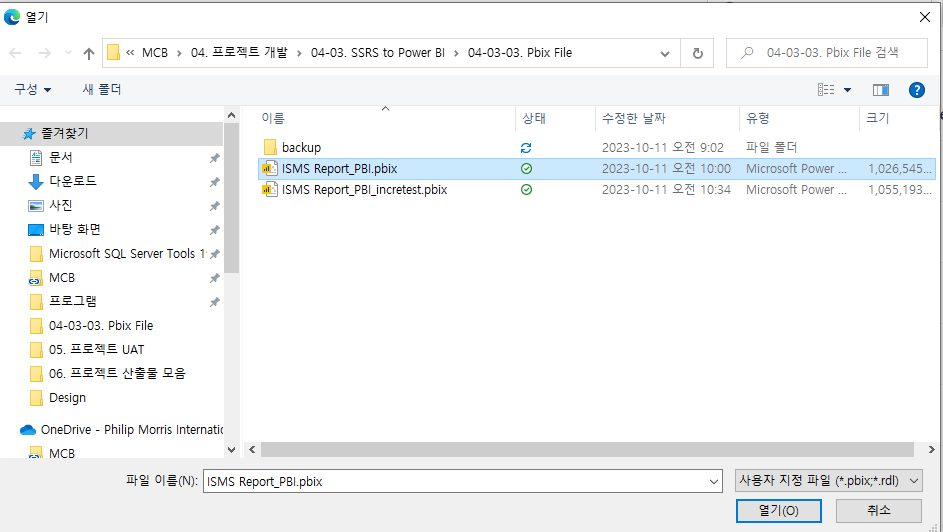 열기
« MCB > 04. 프로젝트 개발 > 04-03. SSRS to Power BI > 04-03-03. Pbix File
04-03-03. Pbix File 검색
구성 새 폴더
이름 상태 수정한 날짜 유형 크기
backup 2023-10-11 오전 9:02 파일 폴더
ISMS Report_PBI.pbix 2023-10-11 오전 10:00 Microsoft Power ... 1,026,545...
ISMS Report_PBI_incretest.pbix 2023-10-11 오전 10:34 Microsoft Power ... 1,055,193...
즐겨찾기
문서
다운로드
사진
바탕 화면
Microsoft SQL Server Tools
MCB
프로그램
04-03-03. Pbix File
05. 프로젝트 UAT
06. 프로젝트 산출물 모음
Design
OneDrive - Philip Morris Internatic
MCB
파일 이름(N): ISMS Report_PBI.pbix 사용자 지정 파일 (*.pbix;*.rdl)
열기(O) 취소